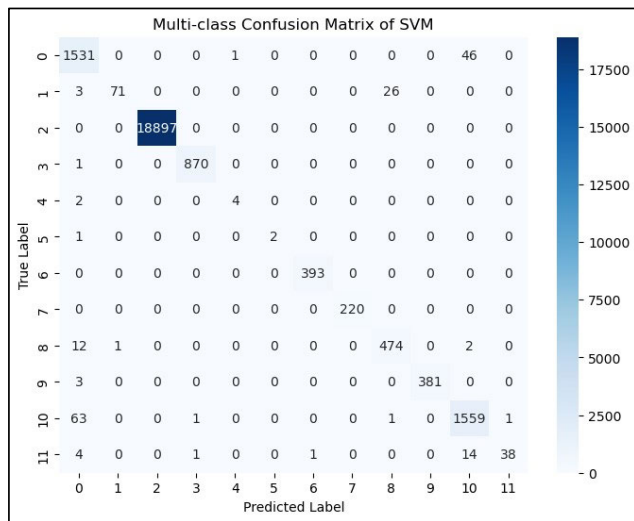 Multi-class Confusion Matrix of SVM
True Label
0 1531 0 0 0 1 0 0 0 0 0 46 0
1 3 71 0 0 0 0 0 0 26 0 0 0
2 0 0 18897 0 0 0 0 0 0 0 0 0
3 1 0 0 870 0 0 0 0 0 0 0 0
4 2 0 0 0 4 0 0 0 0 0 0 0
5 1 0 0 0 0 2 0 0 0 0 0 0
6 0 0 0 0 0 0 393 0 0 0 0 0
7 0 0 0 0 0 0 0 220 0 0 0 0
8 12 1 0 0 0 0 0 0 474 0 2 0
9 3 0 0 0 0 0 0 0 0 381 0 0
10 63 0 0 1 0 0 0 0 1 0 1559 1
11 4 0 0 1 0 0 1 0 0 0 14 38
0 1 2 3 4 5 6 7 8 9 10 11
Predicted Label
17500
15000
12500
10000
7500
5000
2500
0